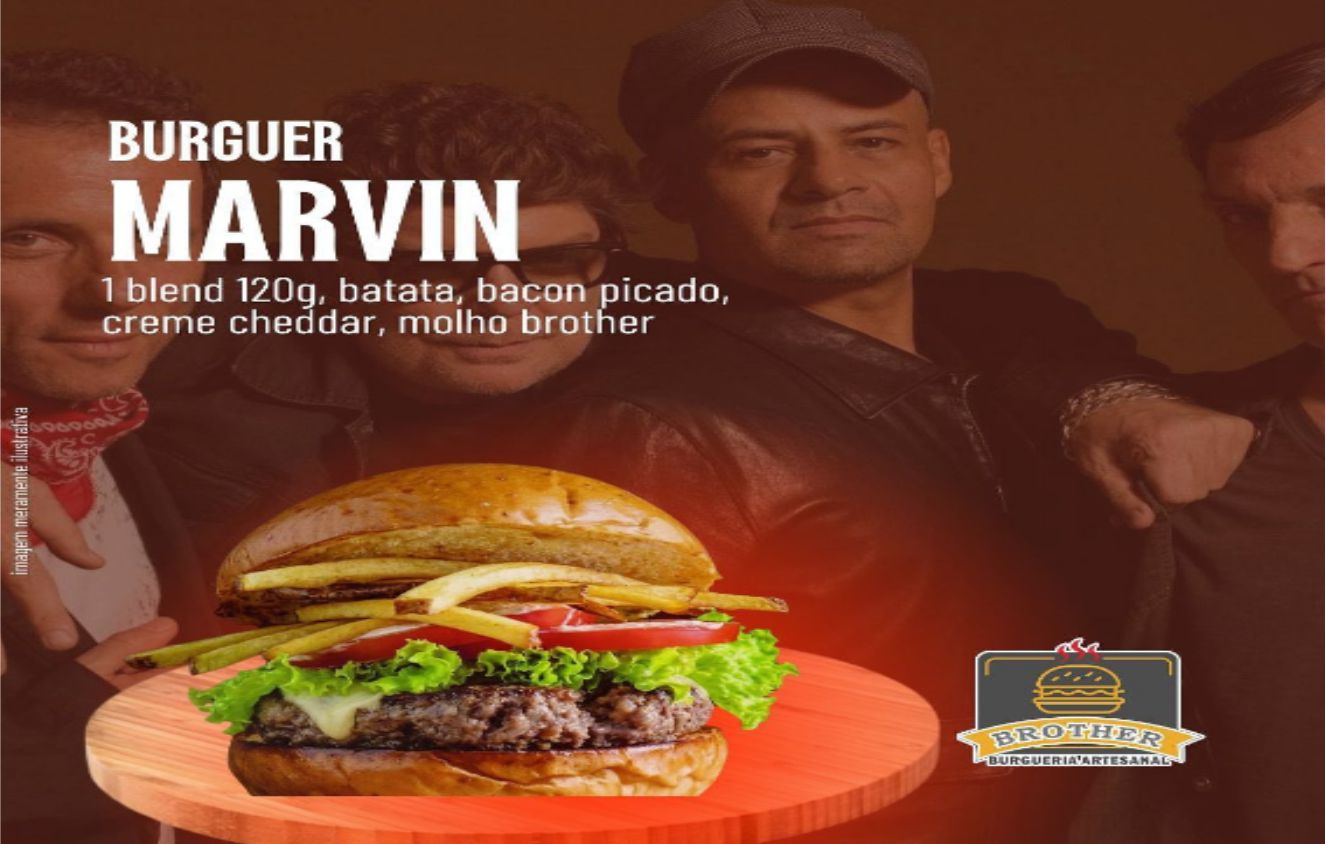 BURGUER
MARVIN
1 blend 120g, batata, bacon picado,
creme cheddar, molho brother
imagem meramente ilustrativa
BROTHER
BURGUERIA ARTESANAL